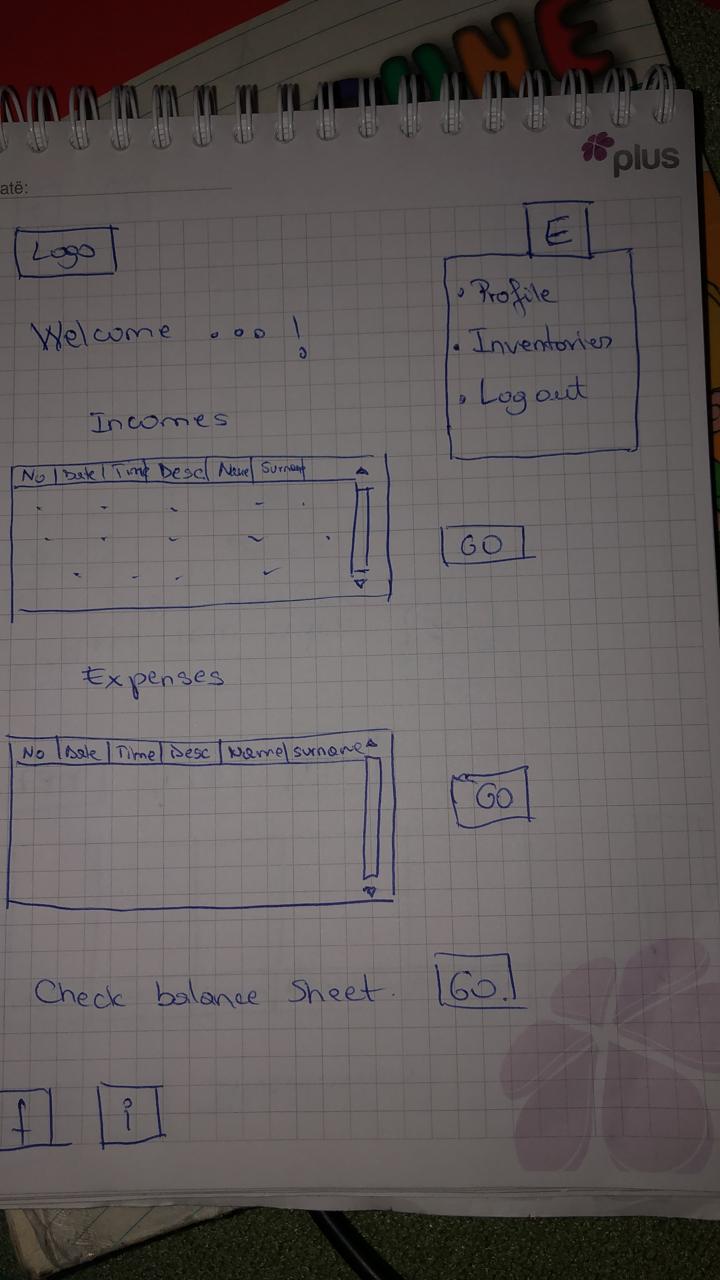 NE
plus
atë:
Logo
E
Welcome ... !
• Profile
• Inventories
• Log out
Incomes
No | Date | Time | Desc | Name | Surname
GO
Expenses
No | Date | Time | Desc | Name | Surname
GO
Check balance Sheet.
GO.
f
i